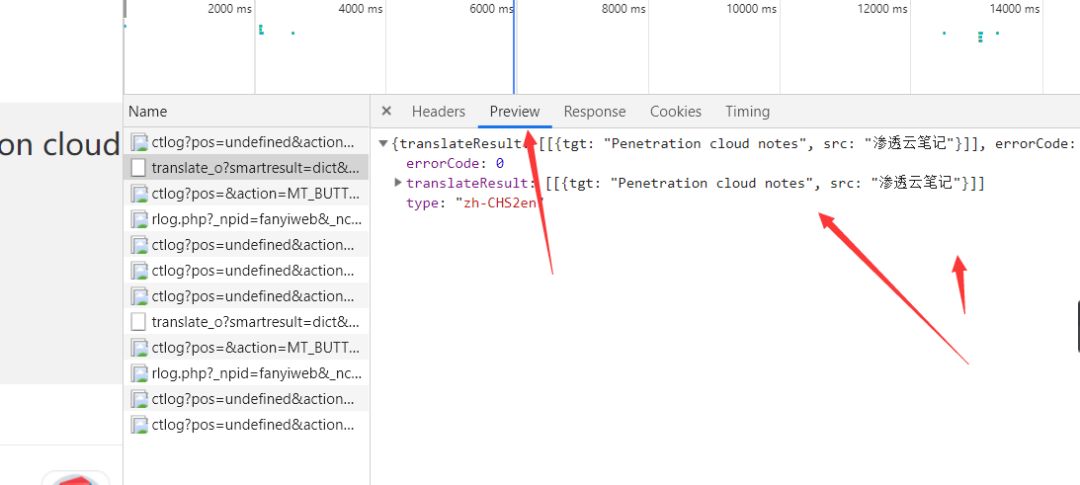 2000 ms 4000 ms 6000 ms 8000 ms 10000 ms 12000 ms 14000 ms
on cloud
Name
ctlog?pos=undefined&action...
translate_o?smartresult=dict&...
ctlog?pos=&action=MT_BUTT...
rlog.php?_npid=fanyiweb&_nc...
ctlog?pos=undefined&action...
ctlog?pos=undefined&action...
ctlog?pos=undefined&action...
translate_o?smartresult=dict&...
ctlog?pos=&action=MT_BUTT...
rlog.php?_npid=fanyiweb&_nc...
ctlog?pos=undefined&action...
ctlog?pos=undefined&action...
× Headers Preview Response Cookies Timing
{translateResult: [[{tgt: "Penetration cloud notes", src: "渗透云笔记"}]], errorCode:
errorCode: 0
translateResult: [[{tgt: "Penetration cloud notes", src: "渗透云笔记"}]]
type: "zh-CHS2en"